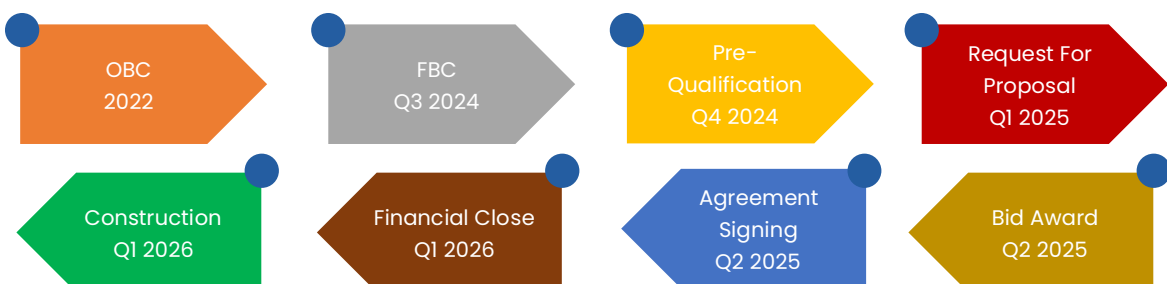 OBC
2022
FBC
Q3 2024
Pre-
Qualification
Q4 2024
Request For
Proposal
Q1 2025
Construction
Q1 2026
Financial Close
Q1 2026
Agreement
Signing
Q2 2025
Bid Award
Q2 2025